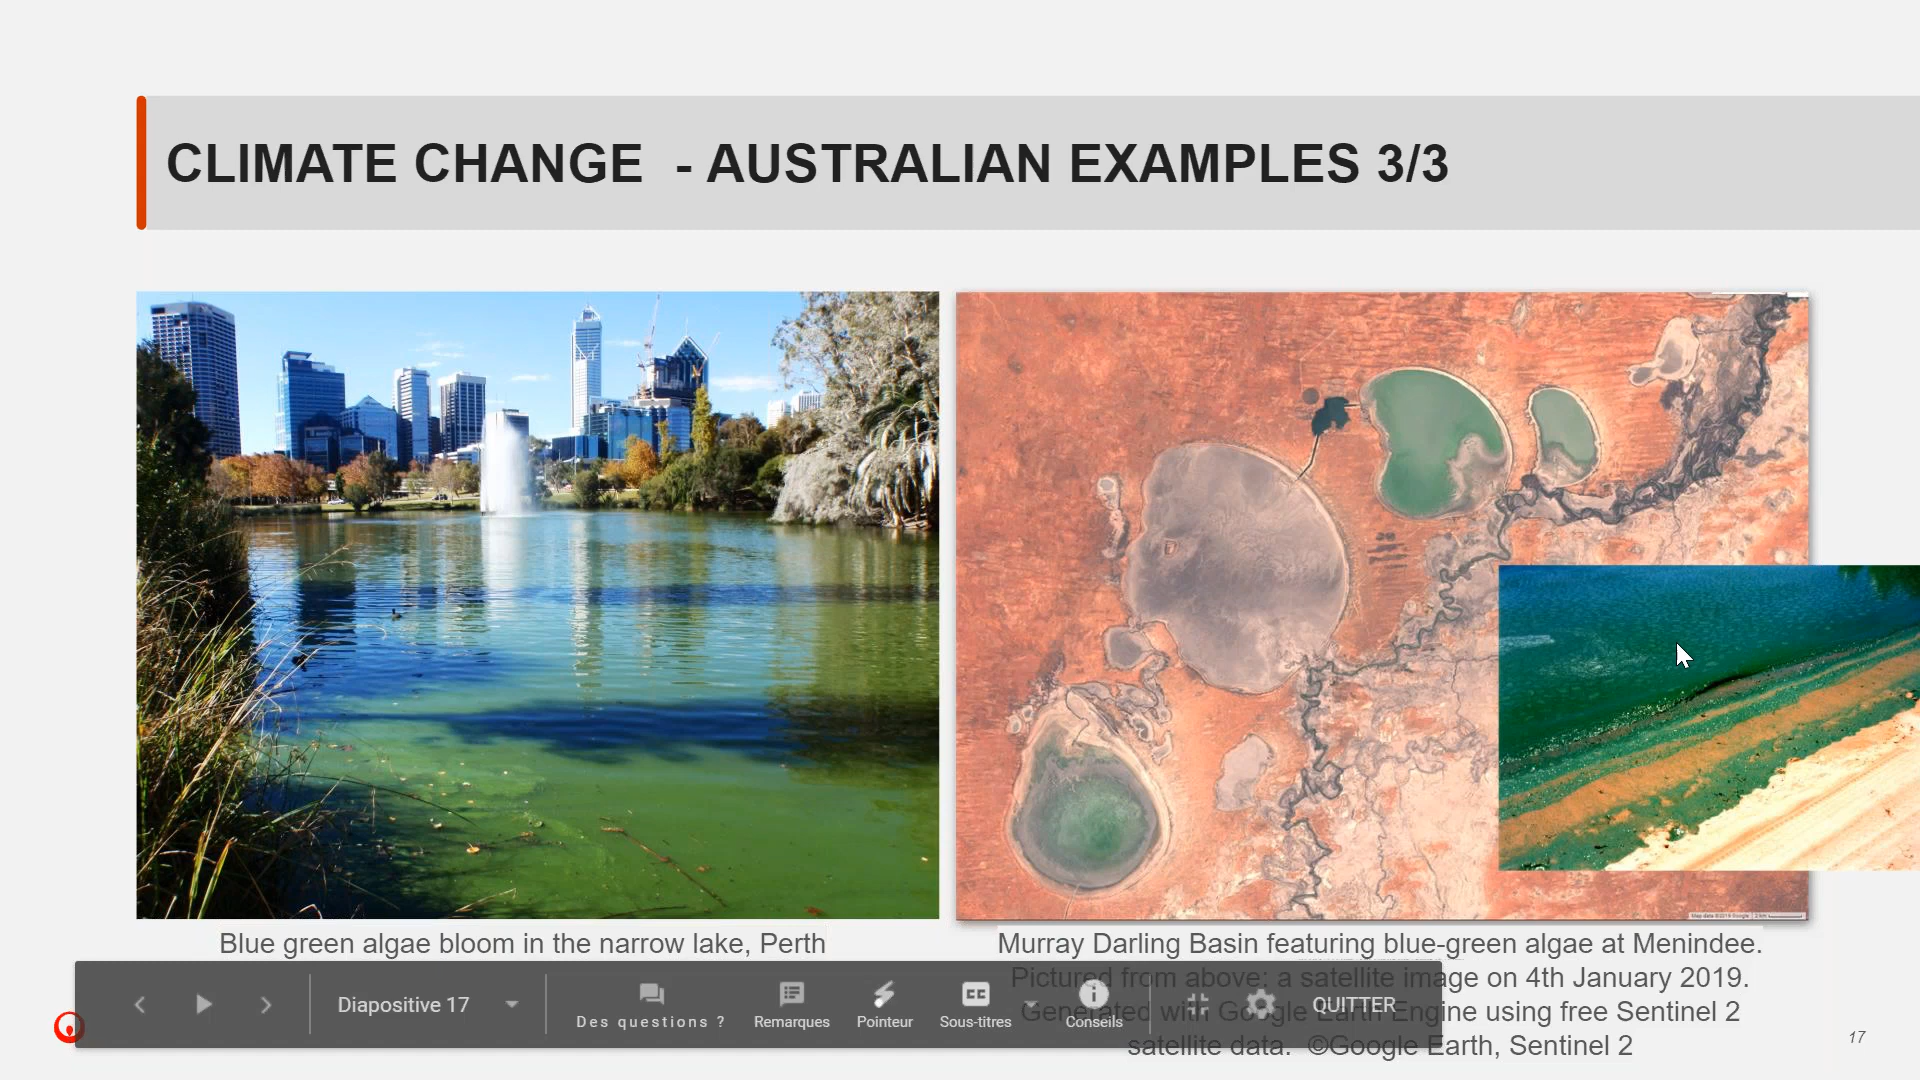 CLIMATE CHANGE - AUSTRALIAN EXAMPLES 3/3
Blue green algae bloom in the narrow lake, Perth
Murray Darling Basin featuring blue-green algae at Menindee.
Pictured from above: a satellite image on 4th January 2019.
Generated with Google Earth Engine using free Sentinel 2
satellite data. ©Google Earth, Sentinel 2
Diapositive 17
Des questions ?
Remarques
Pointeur
CC
Sous-titres
Conseils
QUITTER
17